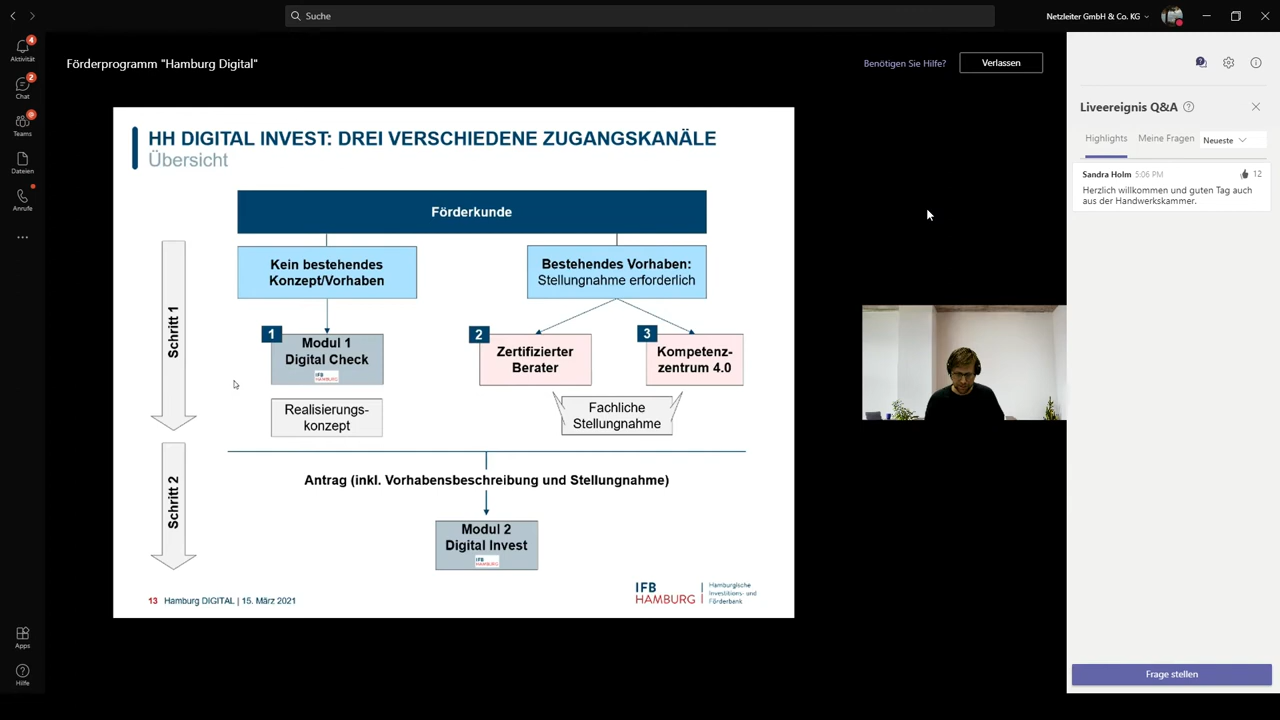 Suche
Netzleiter GmbH & Co. KG
4
Aktivität
2
Chat
Teams
Dateien
Anrufe
Apps
Hilfe
Förderprogramm "Hamburg Digital"
Benötigen Sie Hilfe?
Verlassen
HH DIGITAL INVEST: DREI VERSCHIEDENE ZUGANGSKANÄLE
Übersicht
Förderkunde
Schritt 1
Kein bestehendes
Konzept/Vorhaben
Bestehendes Vorhaben:
Stellungnahme erforderlich
1
Modul 1
Digital Check
IFB
HAMBURG
2
Zertifizierter
Berater
3
Kompetenz-
zentrum 4.0
Realisierungs-
konzept
Fachliche
Stellungnahme
Schritt 2
Antrag (inkl. Vorhabensbeschreibung und Stellungnahme)
Modul 2
Digital Invest
IFB
HAMBURG
13 Hamburg DIGITAL | 15. März 2021
IFB
HAMBURG
Hamburgische
Investitions- und
Förderbank
Liveereignis Q&A
Highlights
Meine Fragen
Neueste
Sandra Holm 5:06 PM
12
Herzlich willkommen und guten Tag auch
aus der Handwerkskammer.
Frage stellen